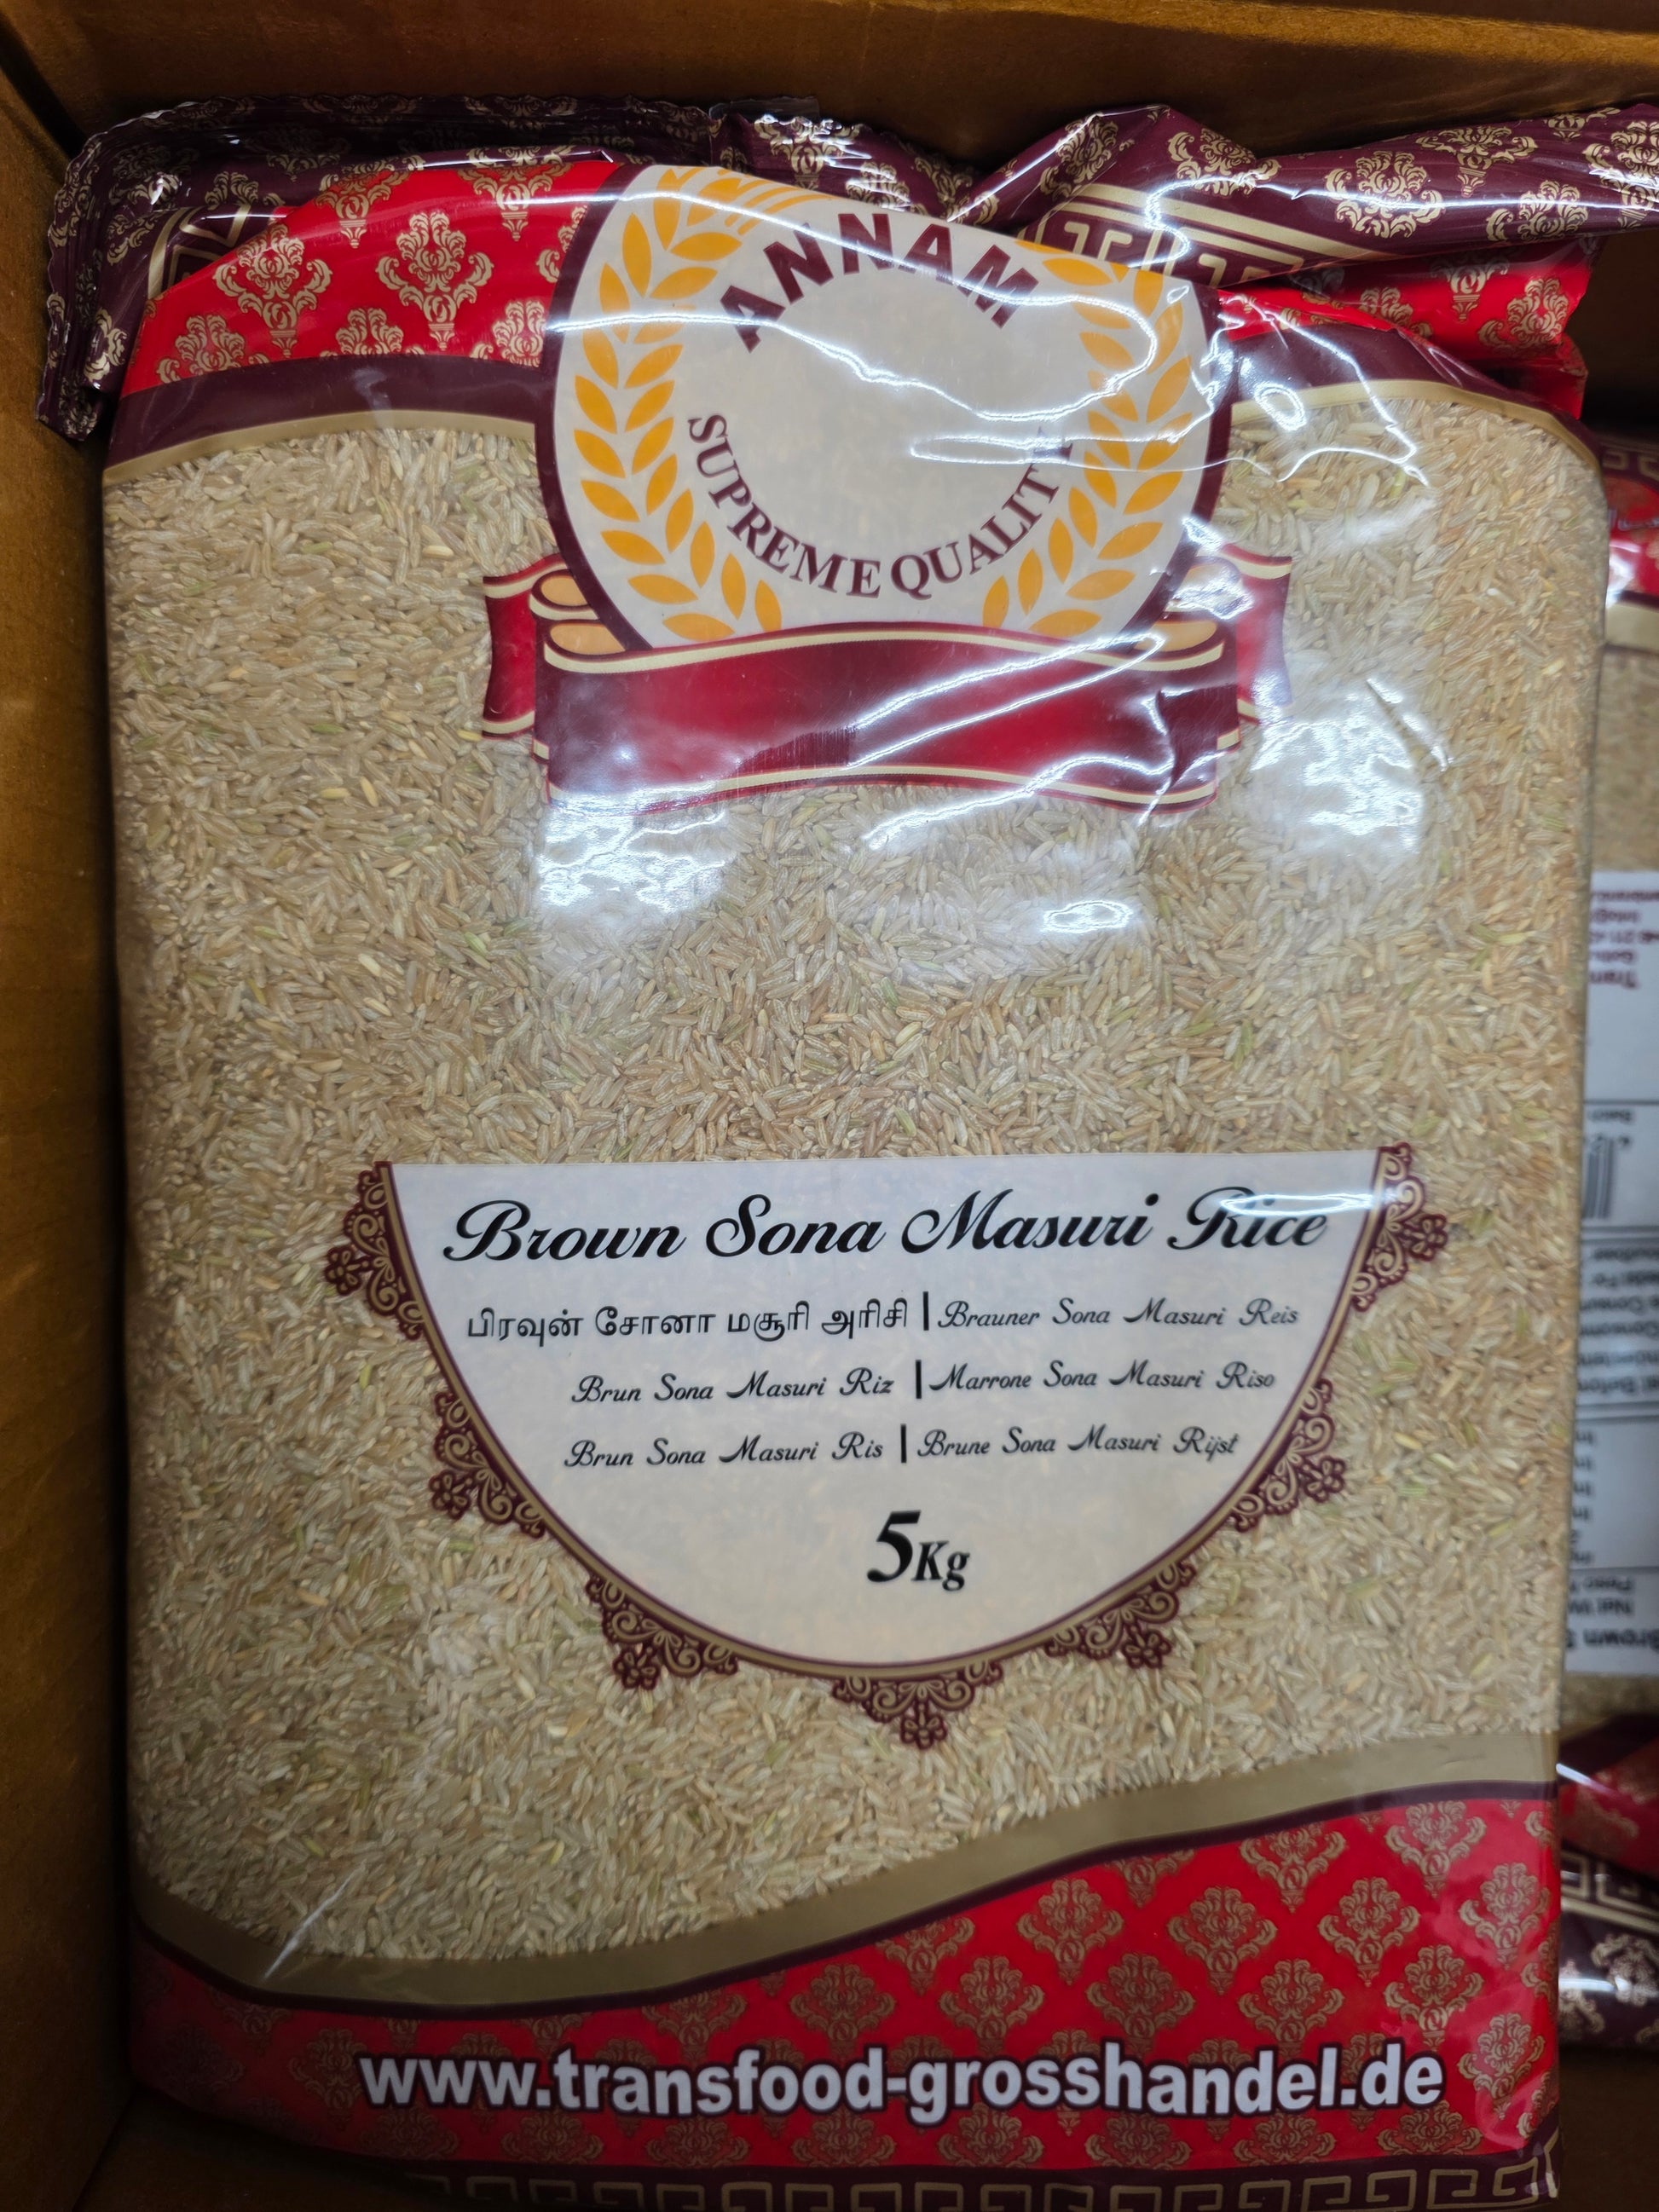 ANNAM
SUPREME QUALITY
Brown Sona Masuri Rice
பிரவுன் சோனா மசூரி அரிசி | Brauner Sona Masuri Reis
Brun Sona Masuri Riz | Marrone Sona Masuri Riso
Brun Sona Masuri Ris | Brune Sona Masuri Rijst
5Kg
www.transfood-grosshandel.de